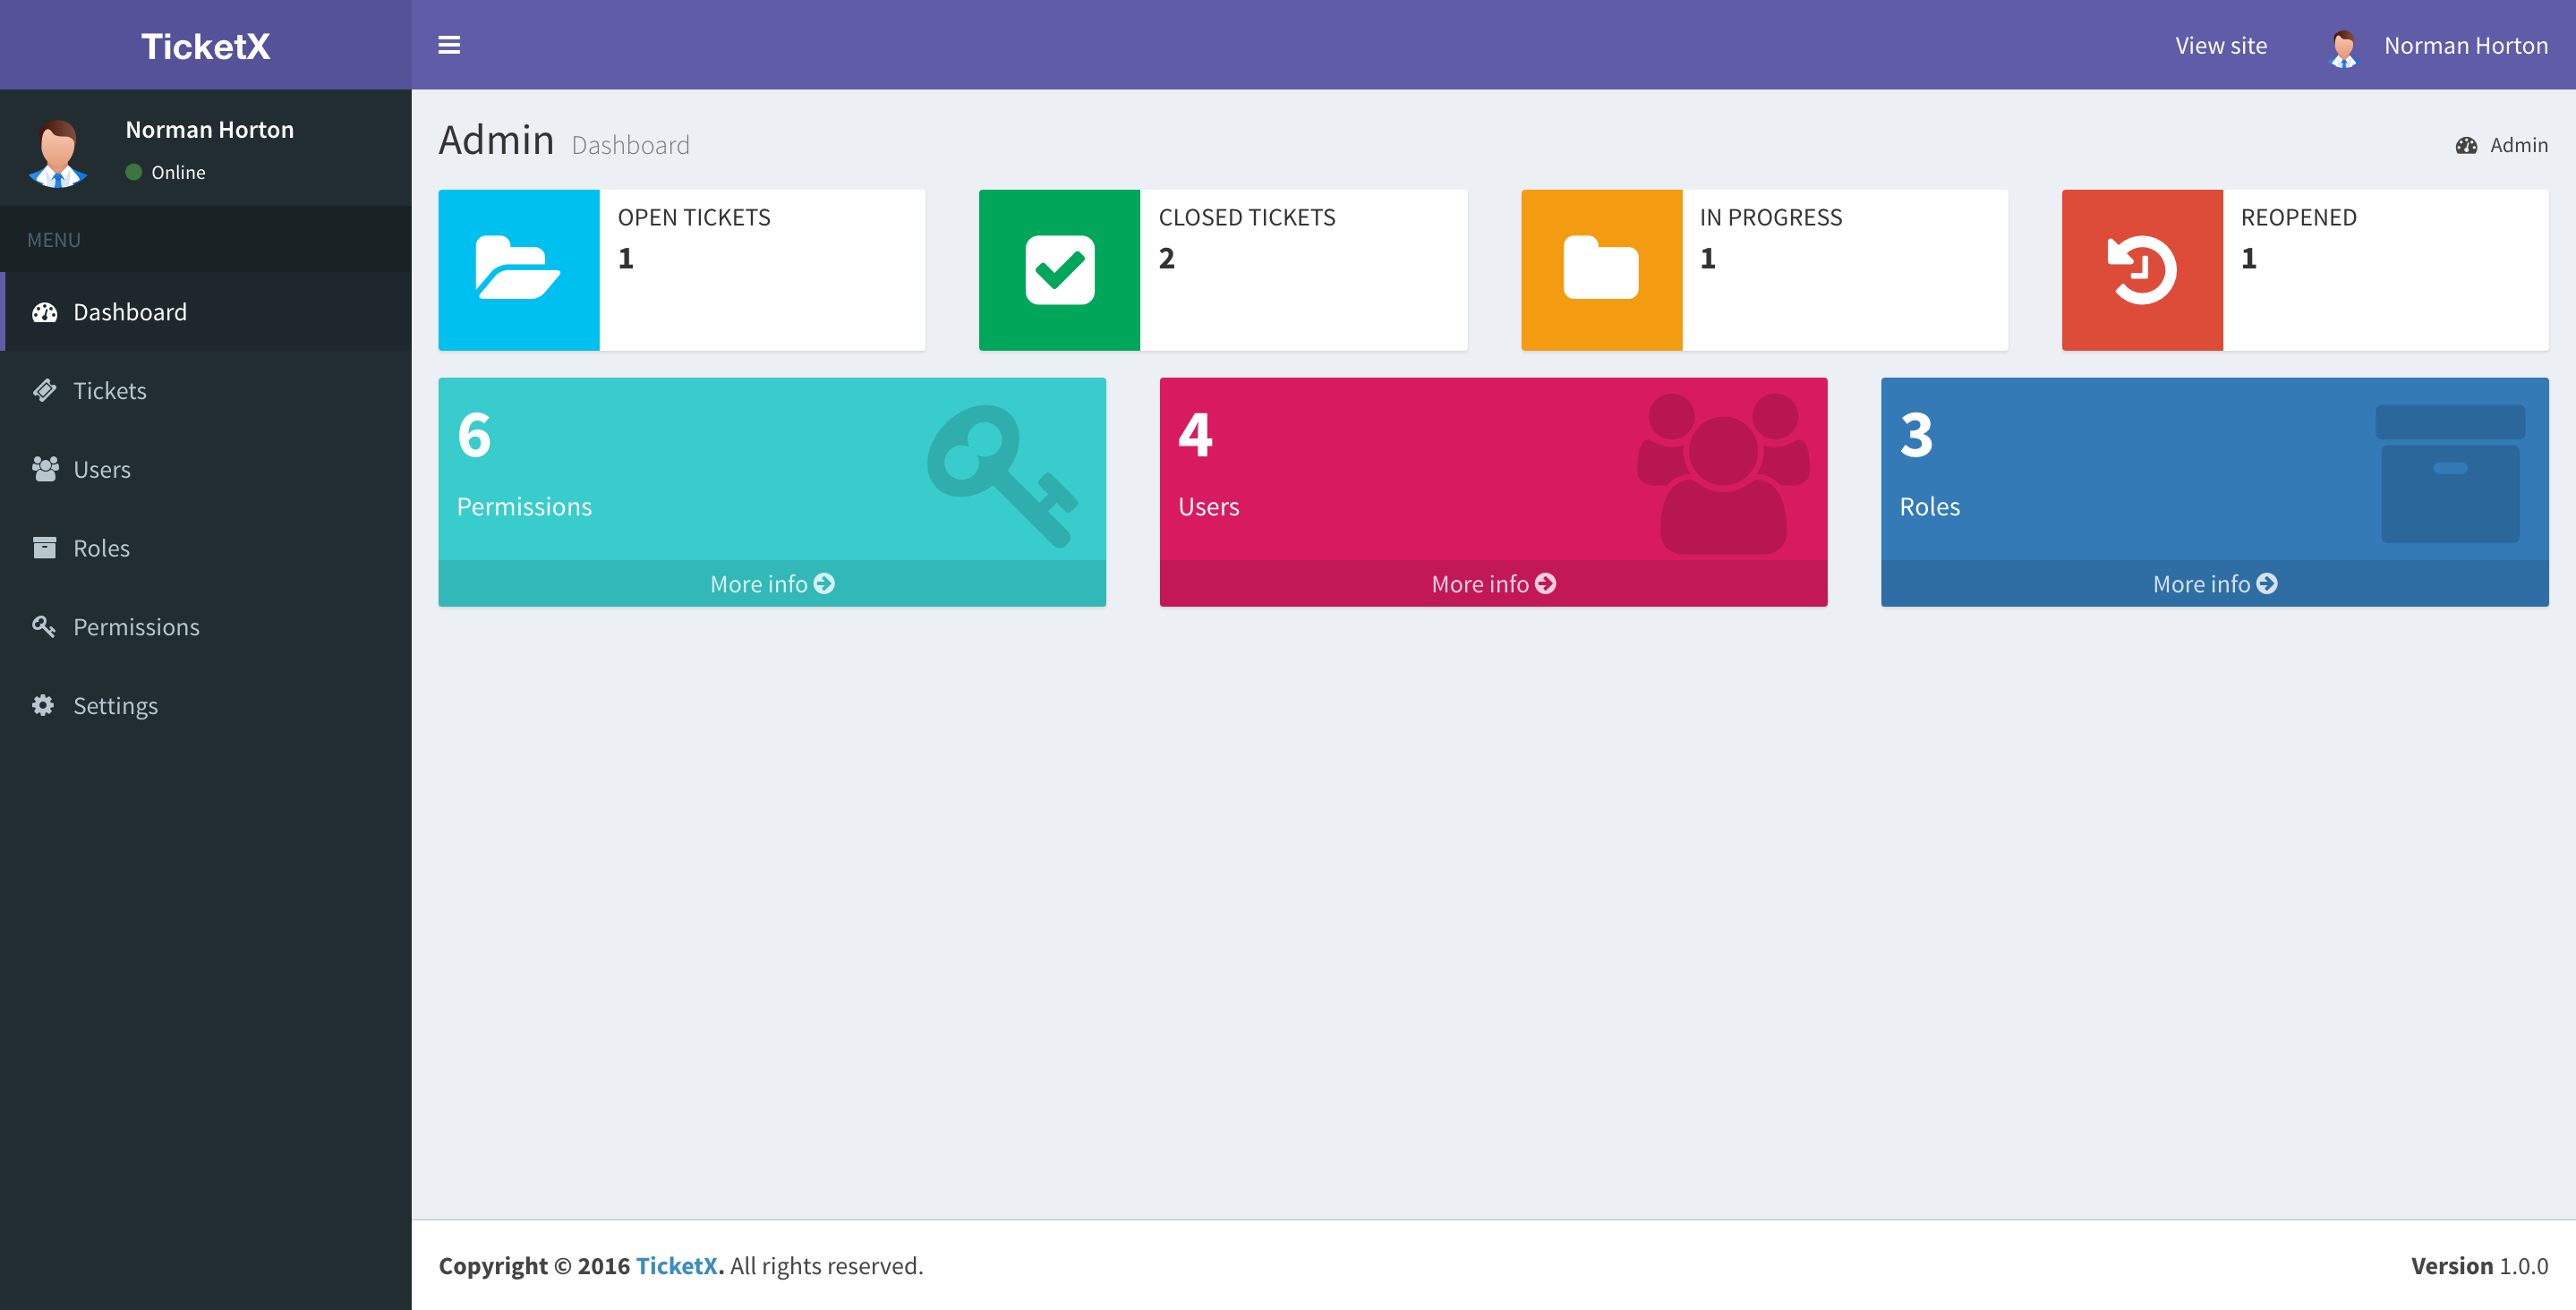 TicketX
View site
Norman Horton
Norman Horton
Online
MENU
Dashboard
Tickets
Users
Roles
Permissions
Settings
Admin Dashboard
Admin
OPEN TICKETS
1
CLOSED TICKETS
2
IN PROGRESS
1
REOPENED
1
6
Permissions
More info
4
Users
More info
3
Roles
More info
Copyright © 2016 TicketX. All rights reserved.
Version 1.0.0